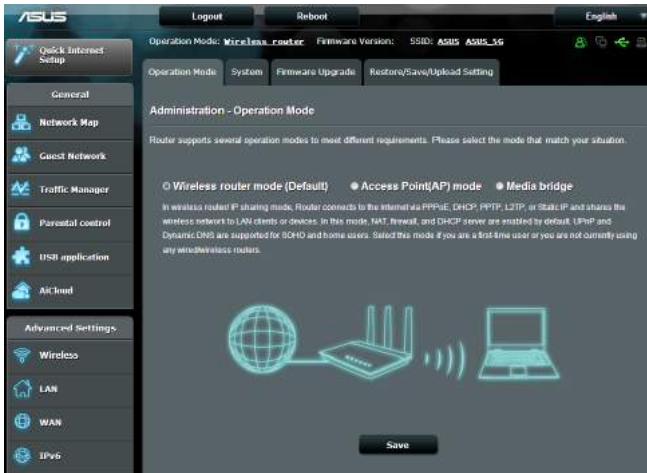 ASUS
Logout
Reboot
English
Quick Internet
Setup
Operation Mode: Wireless router Firmware Version: SSID: ASUS ASUS_5G
Operation Mode
System
Firmware Upgrade
Restore/Save/Upload Setting
General
Network Map
Guest Network
Traffic Manager
Parental control
USB application
AiCloud
Advanced Settings
Wireless
LAN
WAN
IPv6
Administration - Operation Mode
Router supports several operation modes to meet different requirements. Please select the mode that match your situation.
Wireless router mode (Default)
Access Point(AP) mode
Media bridge
In wireless router/ IP sharing mode, Router connects to the Internet via PPPoE, DHCP, PPTP, L2TP, or Static IP and shares the
wireless network to LAN clients or devices. In this mode, NAT, firewall, and DHCP server are enabled by default. UPnP and
Dynamic DNS are supported for SOHO and home users. Select this mode if you are a first-time user or you are not currently using
any wired/wireless routers.
Save